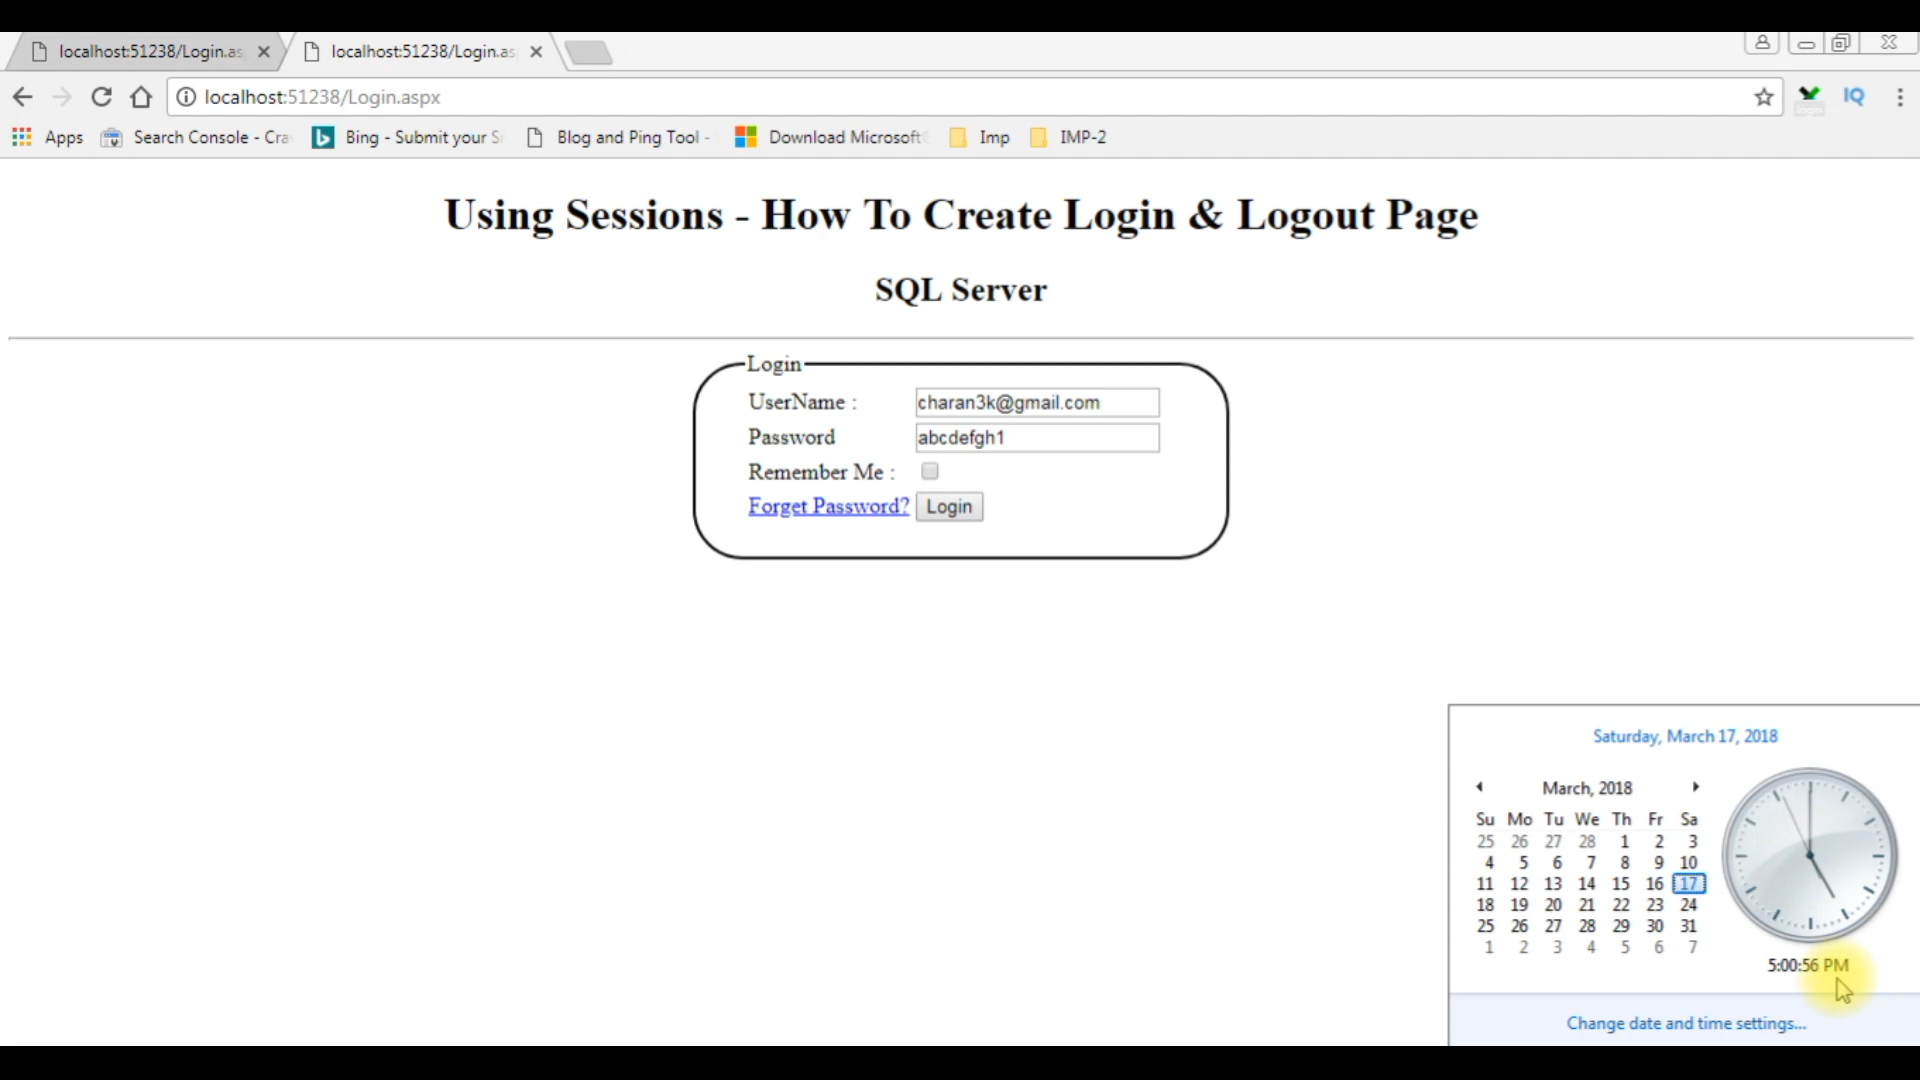 localhost:51238/Login.as
localhost:51238/Login.as
localhost:51238/Login.aspx
IQ
Apps Search Console - Cra Bing - Submit your S Blog and Ping Tool - Download Microsoft Imp IMP-2
Using Sessions - How To Create Login & Logout Page
SQL Server
Login
UserName : charan3k@gmail.com
Password abcdefgh1
Remember Me :
Forget Password? Login
Saturday, March 17, 2018
March, 2018
Su Mo Tu We Th Fr Sa
25 26 27 28 1 2 3
4 5 6 7 8 9 10
11 12 13 14 15 16 17
18 19 20 21 22 23 24
25 26 27 28 29 30 31
1 2 3 4 5 6 7
5:00:56 PM
Change date and time settings...